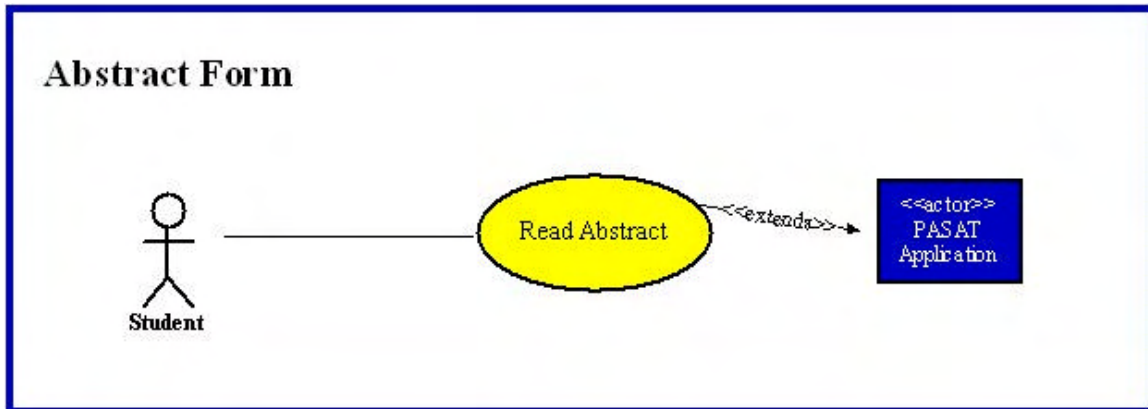 Abstract Form
Student
Read Abstract
<<extends>>
<<actor>>
PASAT
Application